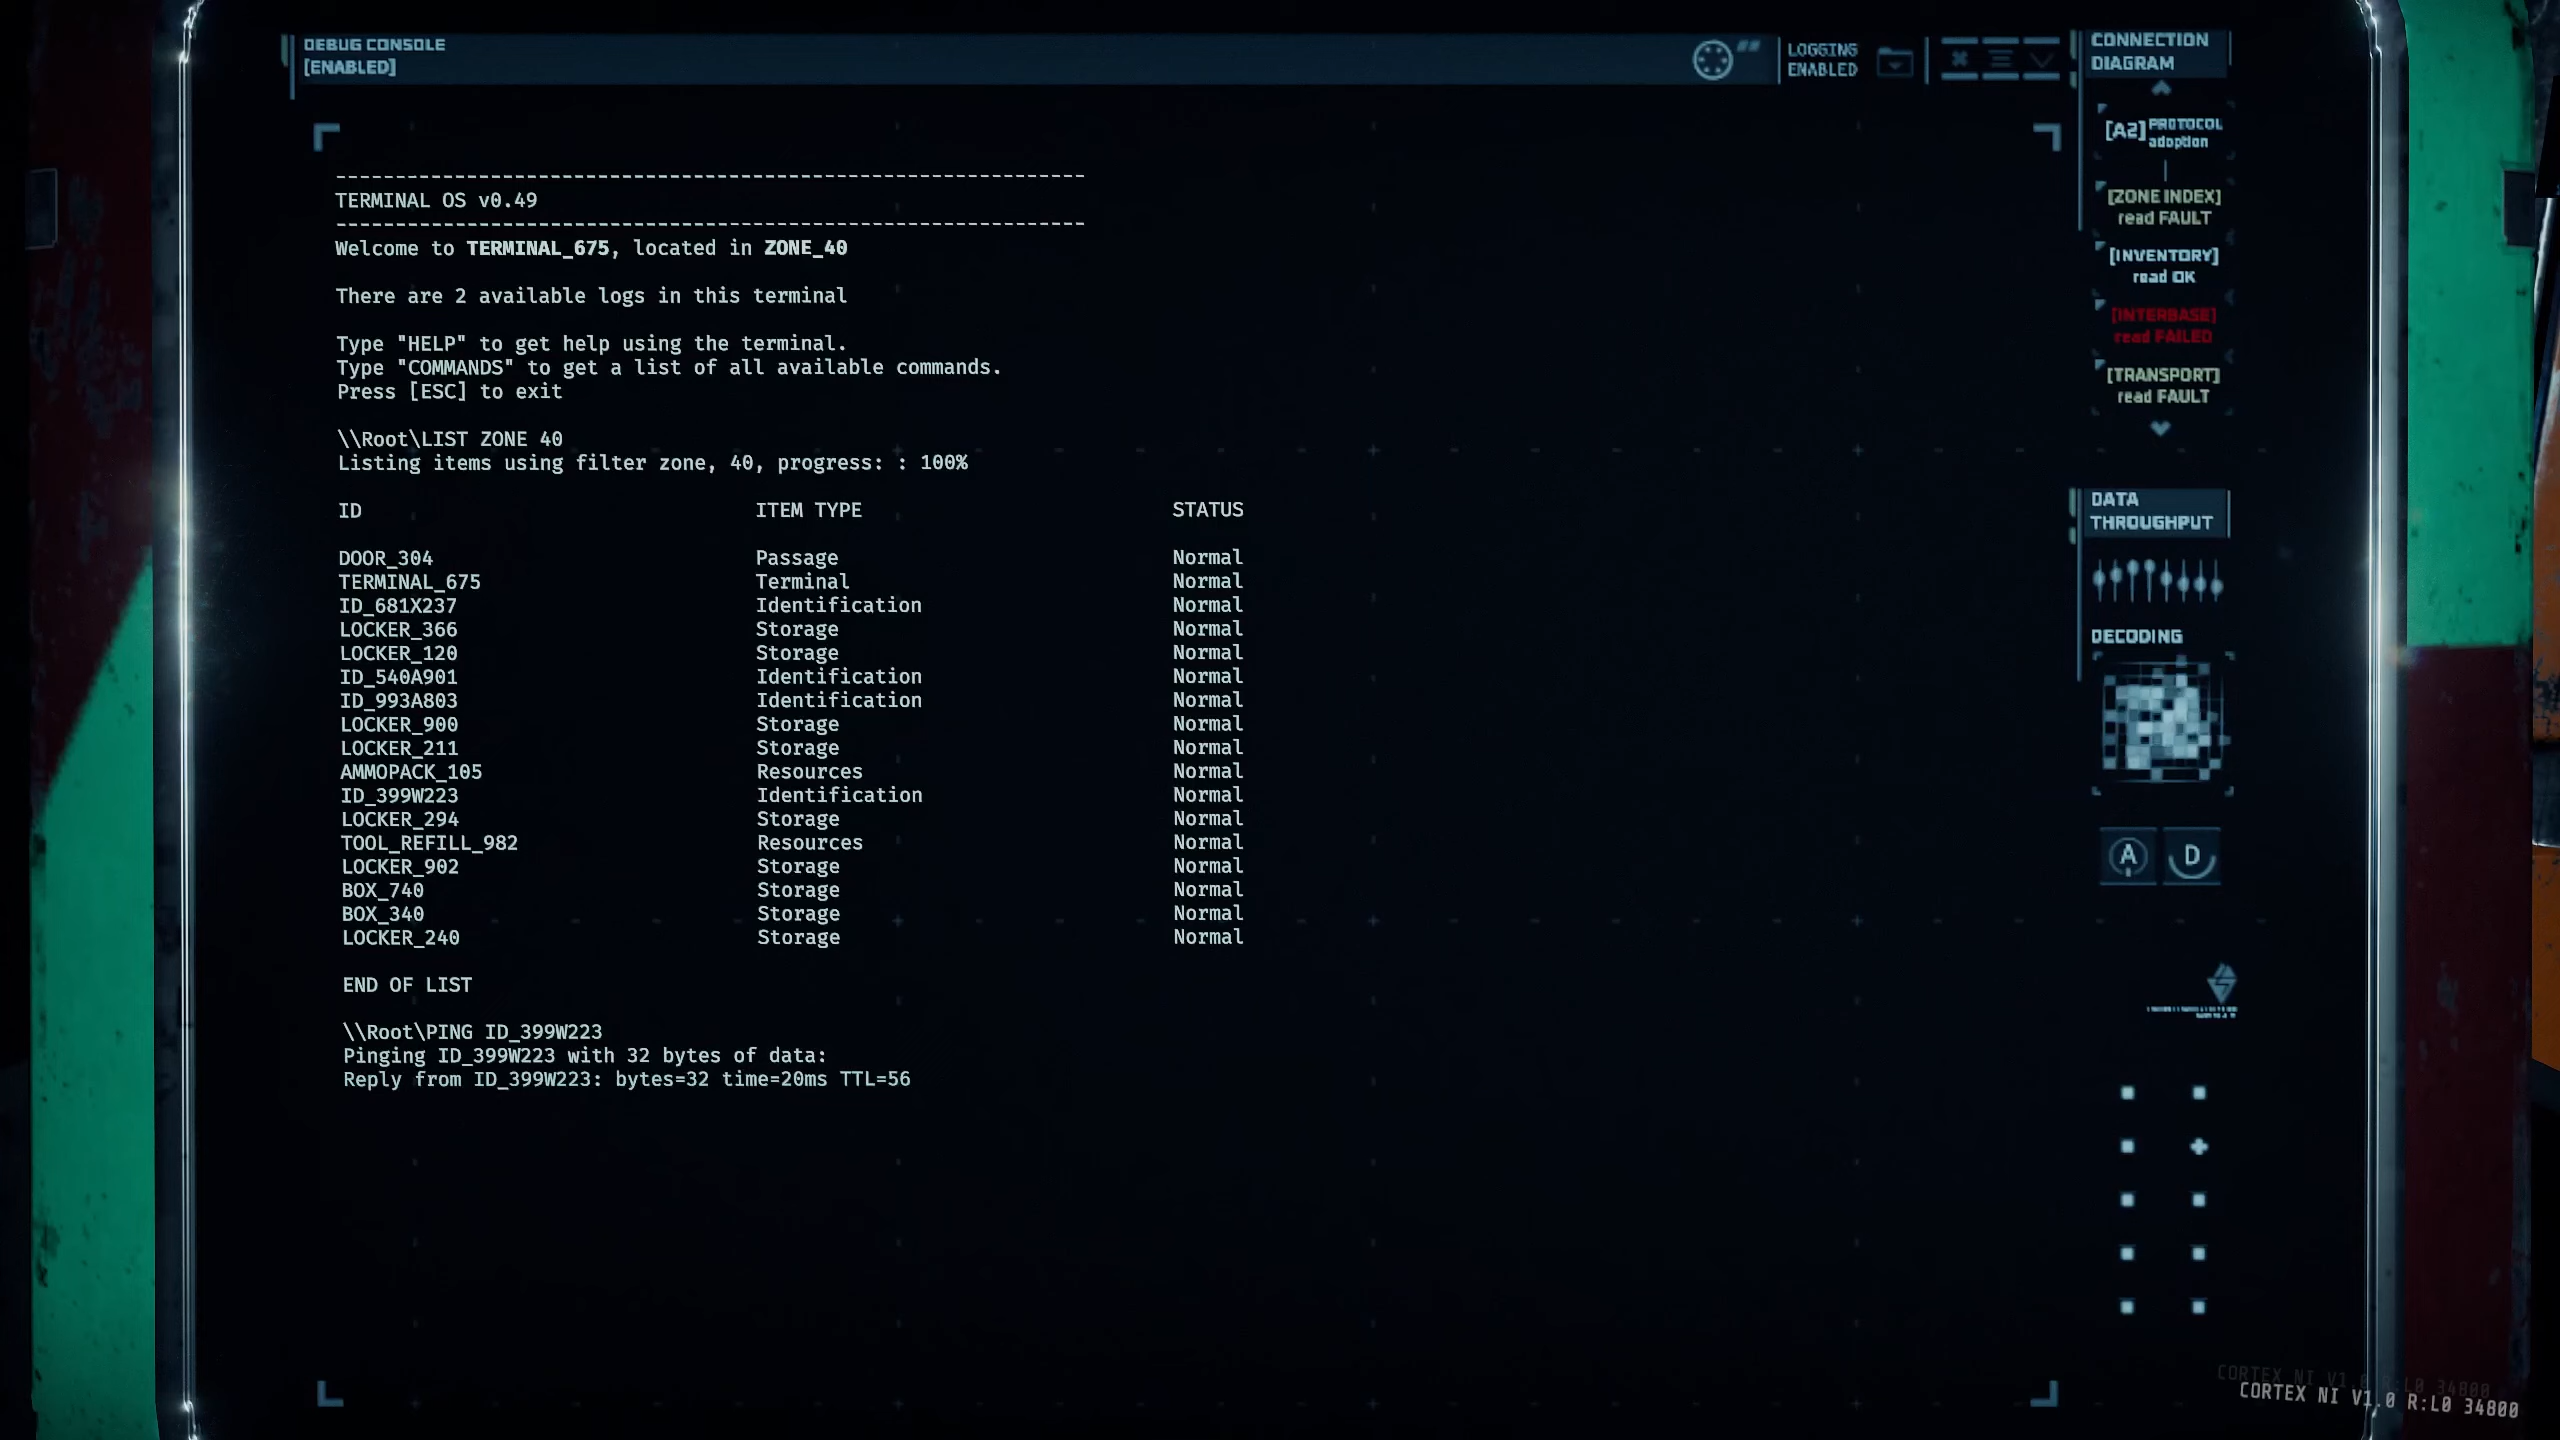 DEBUG CONSOLE
[ENABLED]
LOGGING
ENABLED
CONNECTION
DIAGRAM
[A2] PROTOCOL
adoption
[ZONE INDEX]
read FAULT
[INVENTORY]
read OK
[INTERBASE]
read FAILED
[TRANSPORT]
read FAULT
DATA
THROUGHPUT
DECODING
A D
---------------------------------------------------------------
TERMINAL OS v0.49
---------------------------------------------------------------
Welcome to TERMINAL_675, located in ZONE_40
There are 2 available logs in this terminal
Type "HELP" to get help using the terminal.
Type "COMMANDS" to get a list of all available commands.
Press [ESC] to exit
\\Root\LIST ZONE 40
Listing items using filter zone, 40, progress: : 100%
ID ITEM TYPE STATUS
DOOR_304 Passage Normal
TERMINAL_675 Terminal Normal
ID_681X237 Identification Normal
LOCKER_366 Storage Normal
LOCKER_120 Storage Normal
ID_540A901 Identification Normal
ID_993A803 Identification Normal
LOCKER_900 Storage Normal
LOCKER_211 Storage Normal
AMMOPACK_105 Resources Normal
ID_399W223 Identification Normal
LOCKER_294 Storage Normal
TOOL_REFILL_982 Resources Normal
LOCKER_902 Storage Normal
BOX_740 Storage Normal
BOX_340 Storage Normal
LOCKER_240 Storage Normal
END OF LIST
\\Root\PING ID_399W223
Pinging ID_399W223 with 32 bytes of data:
Reply from ID_399W223: bytes=32 time=20ms TTL=56
CORTEX NI V1.0 R:L0 34800